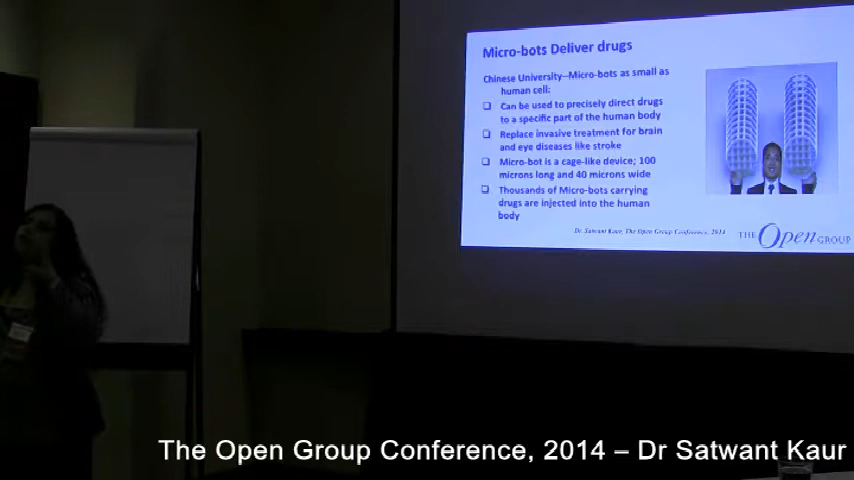 Micro-bots Deliver drugs
Chinese University–Micro-bots as small as
human cell:
Can be used to precisely direct drugs
to a specific part of the human body
Replace invasive treatment for brain
and eye diseases like stroke
Micro-bot is a cage-like device; 100
microns long and 40 microns wide
Thousands of Micro-bots carrying
drugs are injected into the human
body
Dr. Satwant Kaur, The Open Group Conference, 2014
THE Open GROUP
The Open Group Conference, 2014 – Dr Satwant Kaur